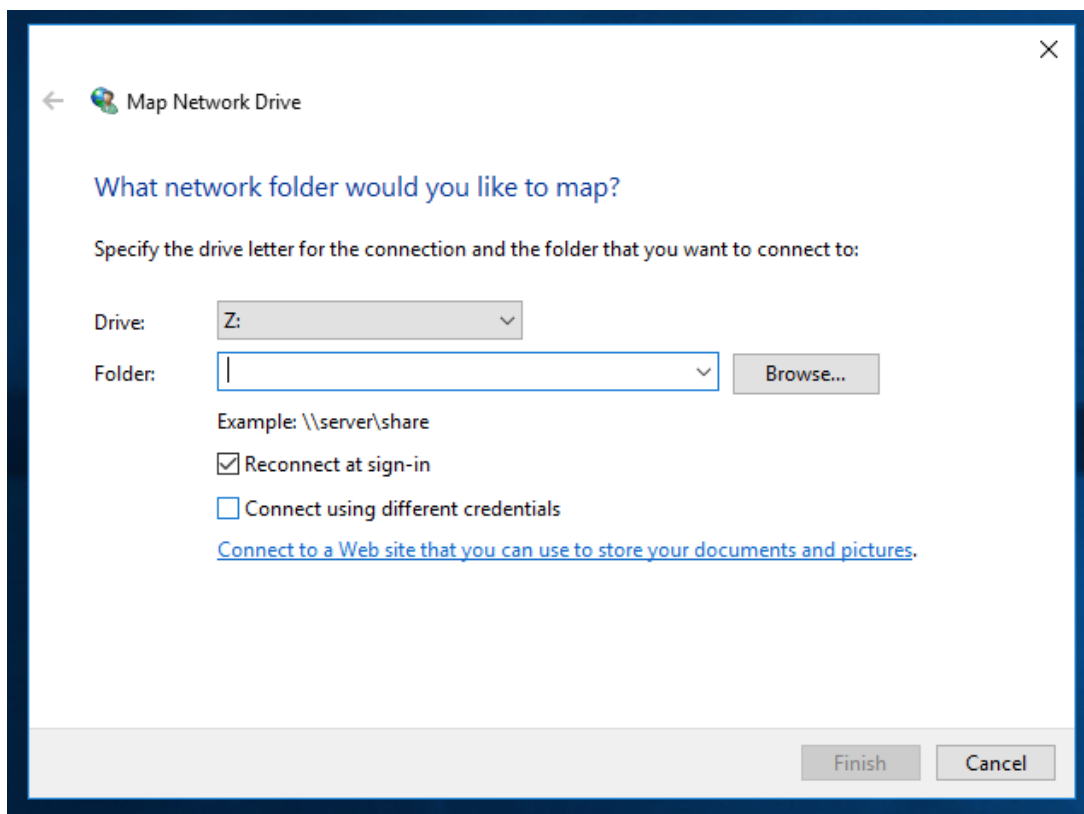 Map Network Drive
What network folder would you like to map?
Specify the drive letter for the connection and the folder that you want to connect to:
Drive: Z:
Folder: Browse...
Example: \\server\share
Reconnect at sign-in
Connect using different credentials
Connect to a Web site that you can use to store your documents and pictures.
Finish Cancel